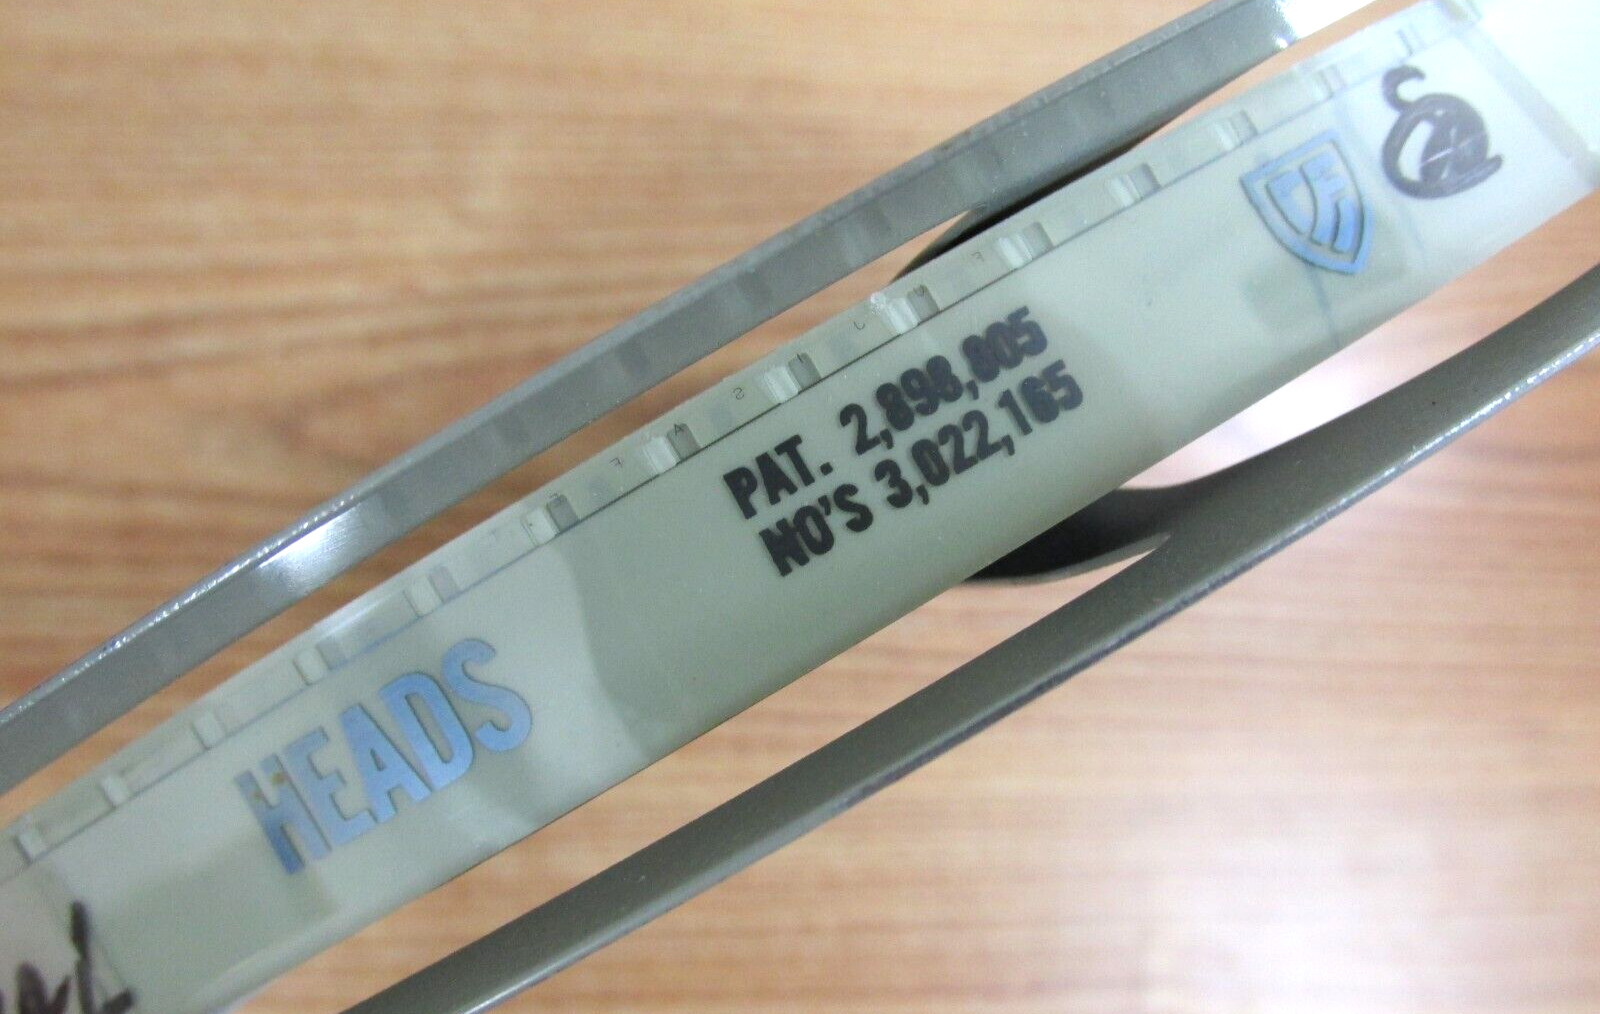 HEADS
PAT. 2,898,805
NO'S 3,022,165